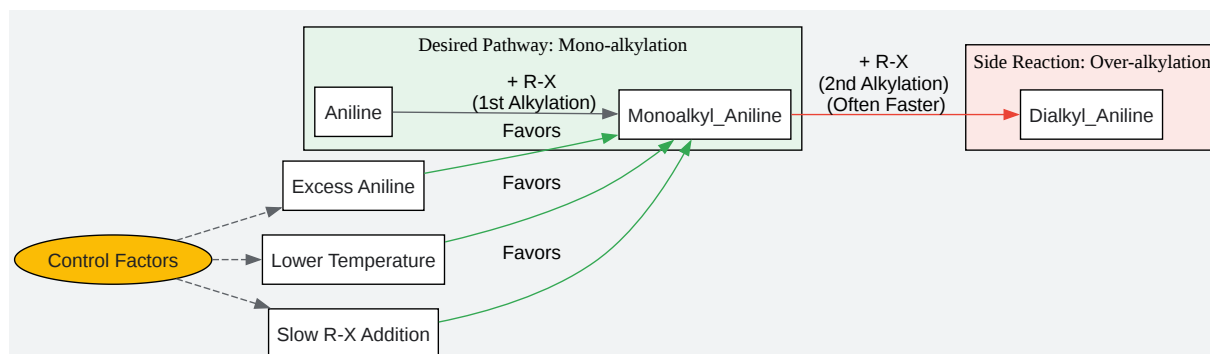 Desired Pathway: Mono-alkylation
Side Reaction: Over-alkylation
Aniline
+ R-X
(1st Alkylation)
Monoalkyl_Aniline
+ R-X
(2nd Alkylation)
(Often Faster)
Dialkyl_Aniline
Favors
Excess Aniline
Favors
Control Factors
Lower Temperature
Favors
Slow R-X Addition